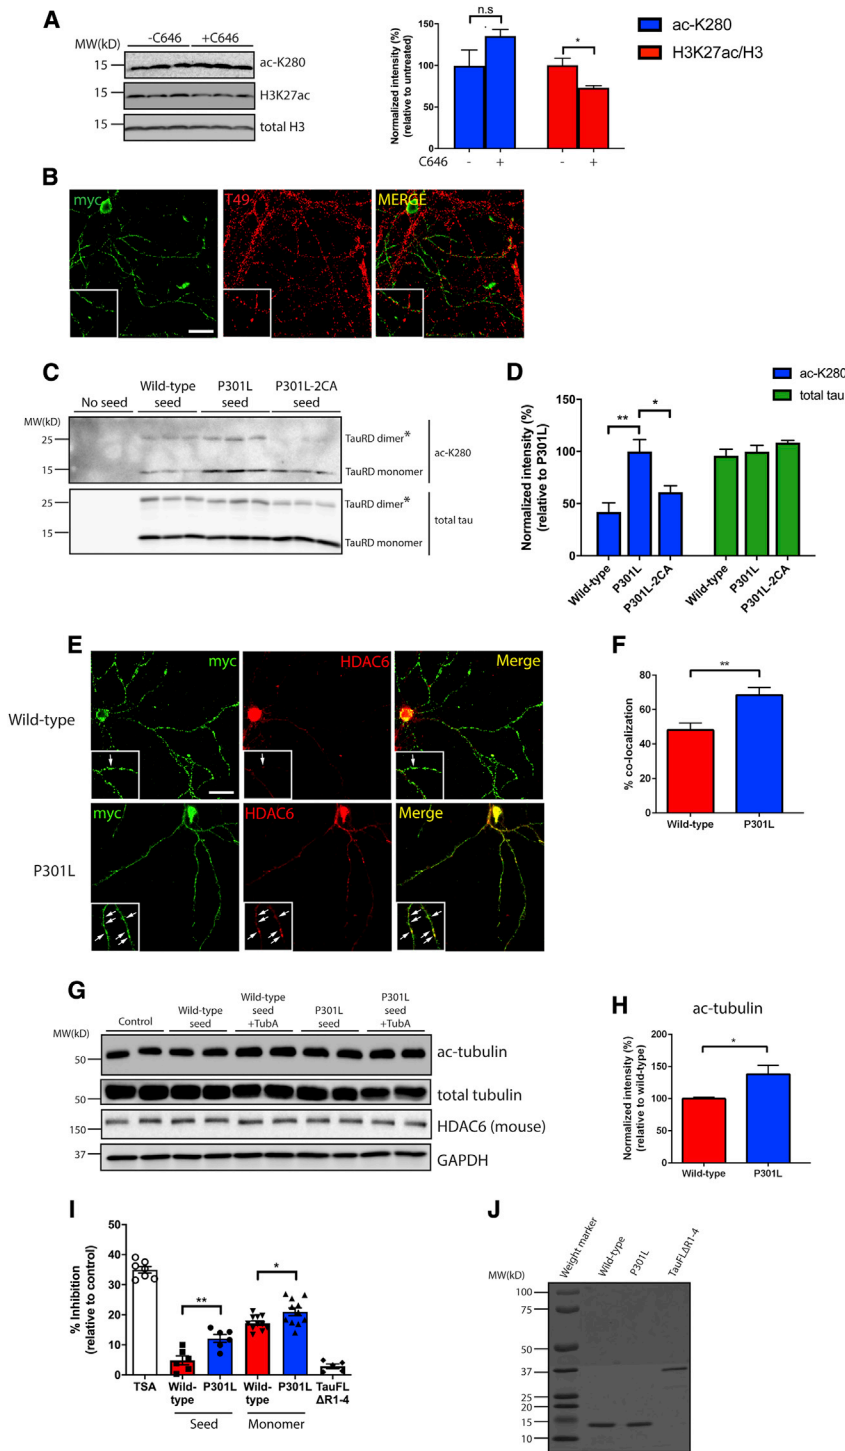 A
-C646 +C646
MW(kD)
15 ac-K280
15 H3K27ac
15 total H3
Normalized intensity (%)
(relative to untreated)
150
100
50
0
n.s
*
C646 - + - +
ac-K280
H3K27ac/H3
B
myc T49 MERGE
C
No seed
Wild-type
seed
P301L
seed
P301L-2CA
seed
MW(kD)
25 TauRD dimer*
15 TauRD monomer
ac-K280
25 TauRD dimer*
15
TauRD monomer
total tau
D
ac-K280
total tau
Normalized intensity (%)
(relative to P301L)
150
100
50
0
** *
Wild-type P301L P301L-2CA Wild-type P301L P301L-2CA
E
Wild-type
myc HDAC6 Merge
P301L
myc HDAC6 Merge
F
% co-localization
80
60
40
20
0
**
Wild-type P301L
G
Control
Wild-type
seed
Wild-type
seed
+TubA
P301L
seed
P301L
seed
+TubA
MW(kD)
50 ac-tubulin
50 total tubulin
150 HDAC6 (mouse)
37 GAPDH
H
ac-tubulin
Normalized intensity (%)
(relative to wild-type)
200
150
100
50
0
*
Wild-type P301L
I
% Inhibition
(relative to control)
50
40
30
20
10
0
** *
TSA Wild-
type P301L Wild-
type P301L TauFL
ΔR1-4
Seed Monomer
J
Weight marker Wild-type P301L TauFLΔR1-4
MW(kD)
100
75
50
37
25
20
15
10